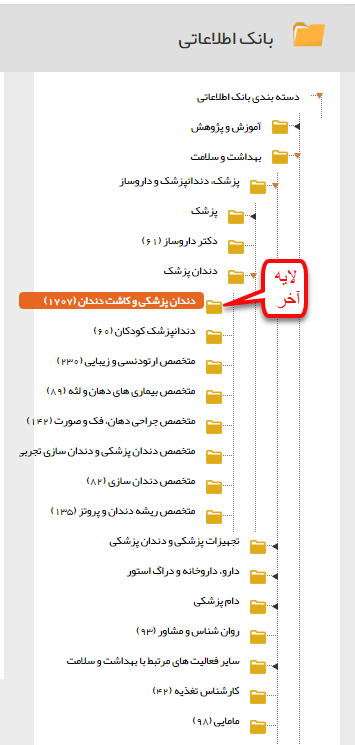 بانک اطلاعاتی
دسته بندی بانک اطلاعاتی
آموزش و پژوهش
بهداشت و سلامت
پزشک، دندانپزشک و داروساز
پزشک
دکتر داروساز (۶۱)
دندان پزشک
لایه آخر
دندان پزشکی و کاشت دندان (۱۷۰۷)
دندانپزشک کودکان (۶۰)
متخصص ارتودنسی و زیبایی (۲۳۰)
متخصص بیماری های دهان و لثه (۸۹)
متخصص جراحی دهان، فک و صورت (۱۴۲)
متخصص دندان پزشکی و دندان سازی تجربی
متخصص دندان سازی (۸۲)
متخصص ریشه دندان و پروتز (۱۳۵)
تجهیزات پزشکی و دندان پزشکی
دارو، داروخانه و دراگ استور
دام پزشکی
روان شناس و مشاور (۹۳)
سایر فعالیت های مرتبط با بهداشت و سلامت
کارشناس تغذیه (۴۲)
مامایی (۹۸)